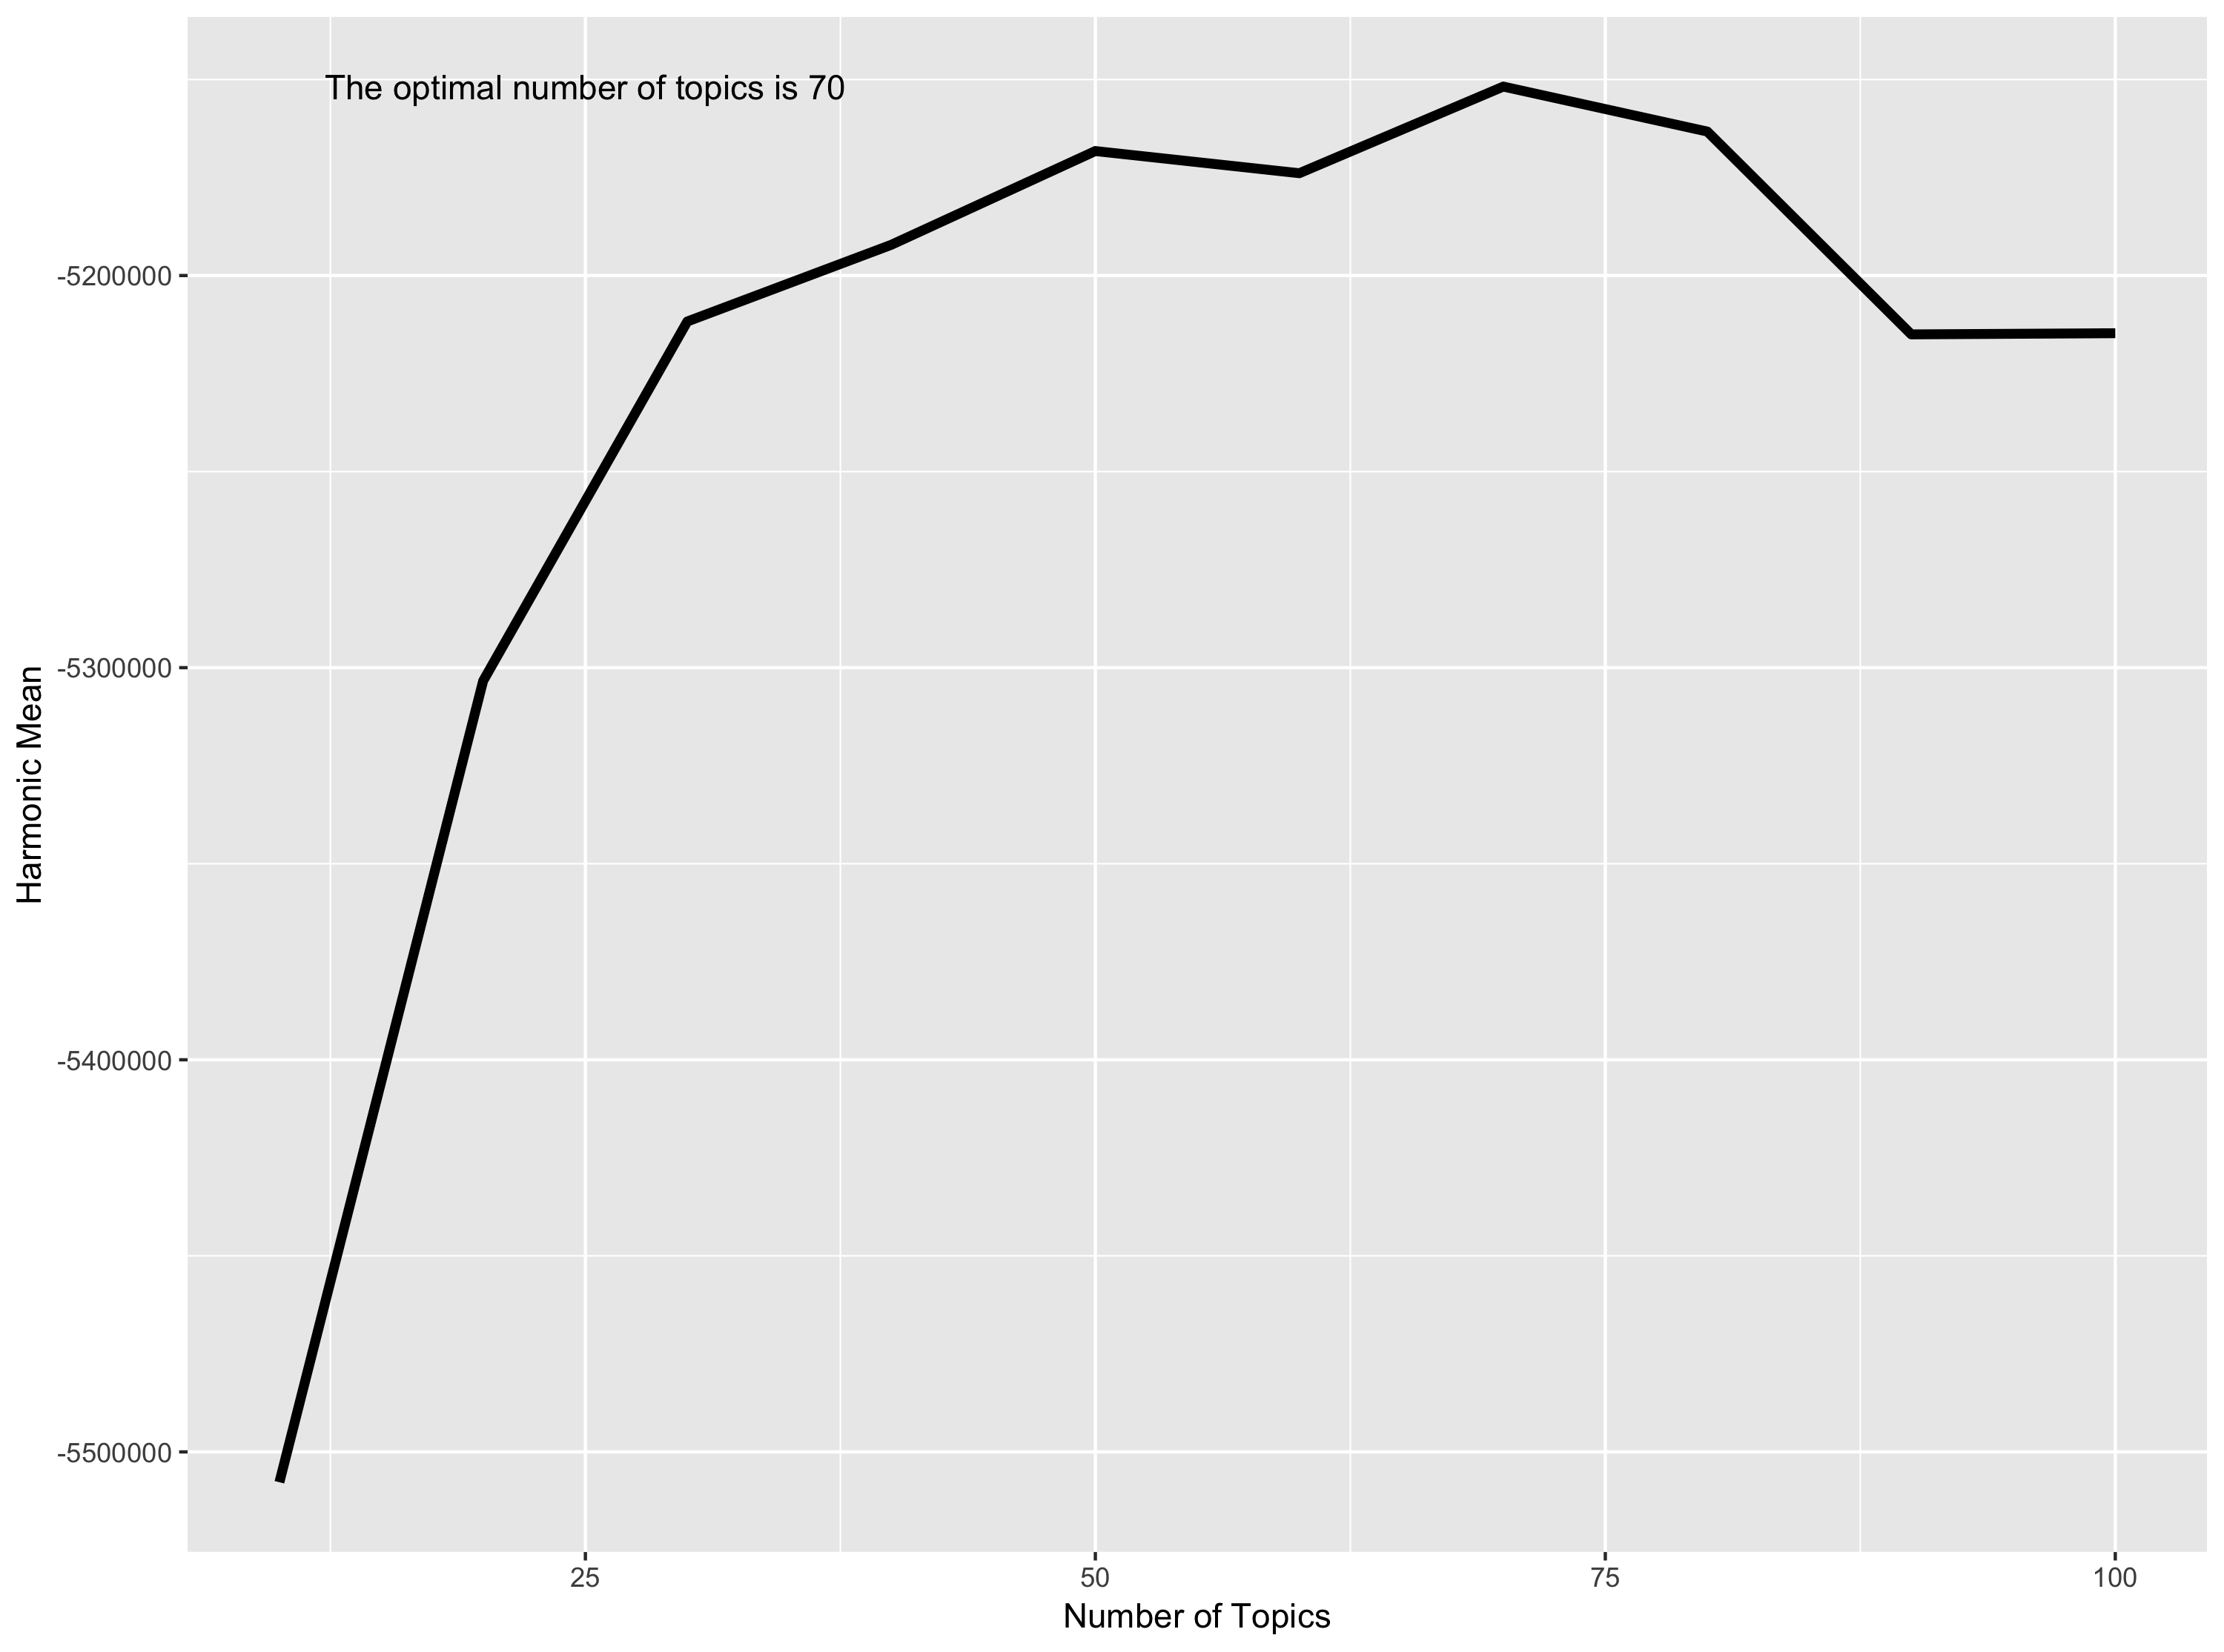 The optimal number of topics is 70
Harmonic Mean
-5200000
-5300000
-5400000
-5500000
25 50 75 100
Number of Topics